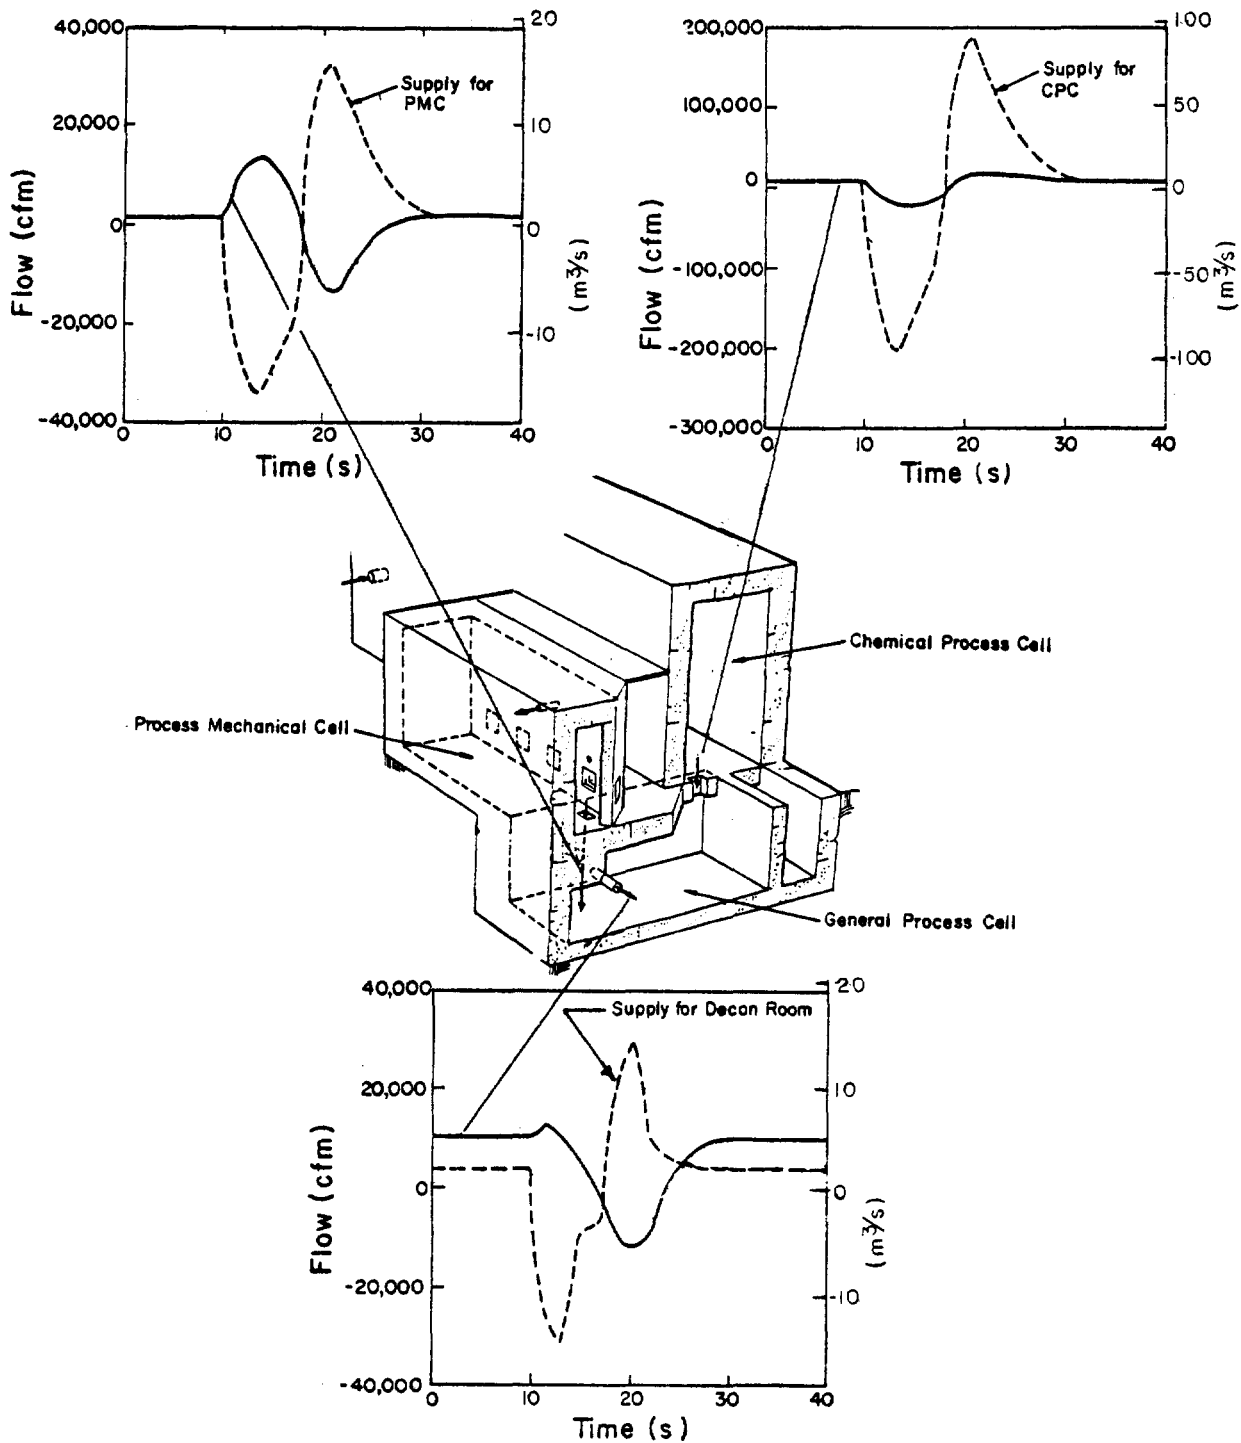 40,000
20,000
0
-20,000
-40,000
Flow (cfm)
20
10
0
-10
(m³/s)
Supply for
PMC
0
10
20
30
40
Time (s)
200,000
100,000
0
-100,000
-200,000
-300,000
Flow (cfm)
100
50
0
-50
-100
(m³/s)
Supply for
CPC
0
10
20
30
40
Time (s)
Chemical Process Cell
Process Mechanical Cell
General Process Cell
40,000
20,000
0
-20,000
-40,000
Flow (cfm)
20
10
0
-10
(m³/s)
Supply for Decon Room
0
10
20
30
40
Time (s)